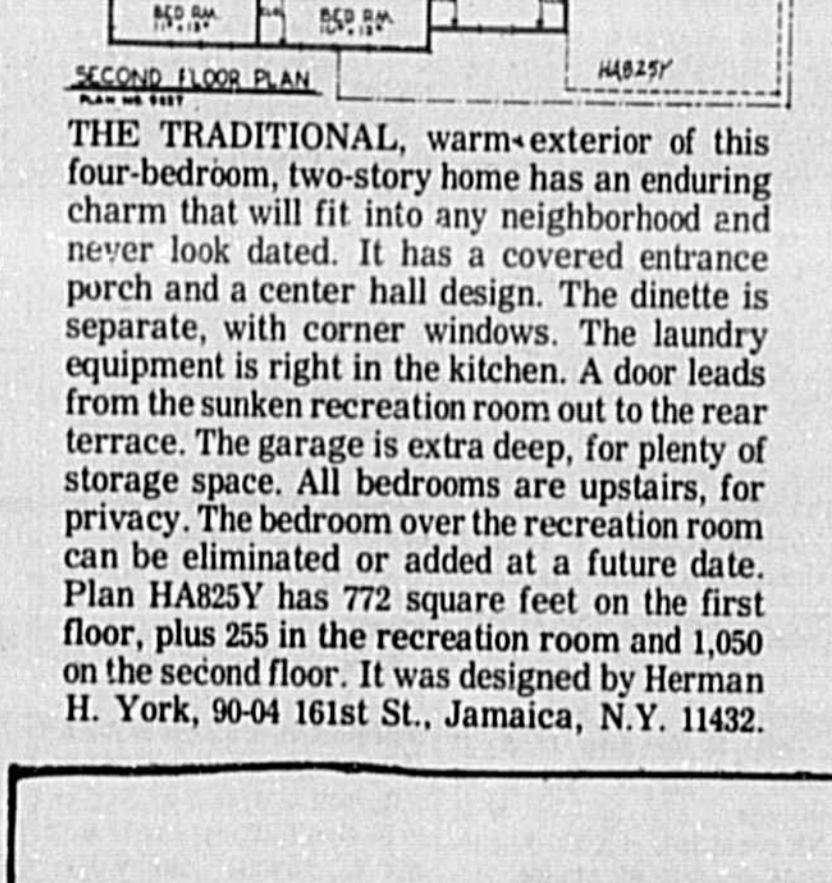 BED RM
BED RM
HA825Y
SECOND FLOOR PLAN
THE TRADITIONAL, warm exterior of this
four-bedroom, two-story home has an enduring
charm that will fit into any neighborhood and
never look dated. It has a covered entrance
porch and a center hall design. The dinette is
separate, with corner windows. The laundry
equipment is right in the kitchen. A door leads
from the sunken recreation room out to the rear
terrace. The garage is extra deep, for plenty of
storage space. All bedrooms are upstairs, for
privacy. The bedroom over the recreation room
can be eliminated or added at a future date.
Plan HA825Y has 772 square feet on the first
floor, plus 255 in the recreation room and 1,050
on the second floor. It was designed by Herman
H. York, 90-04 161st St., Jamaica, N.Y. 11432.